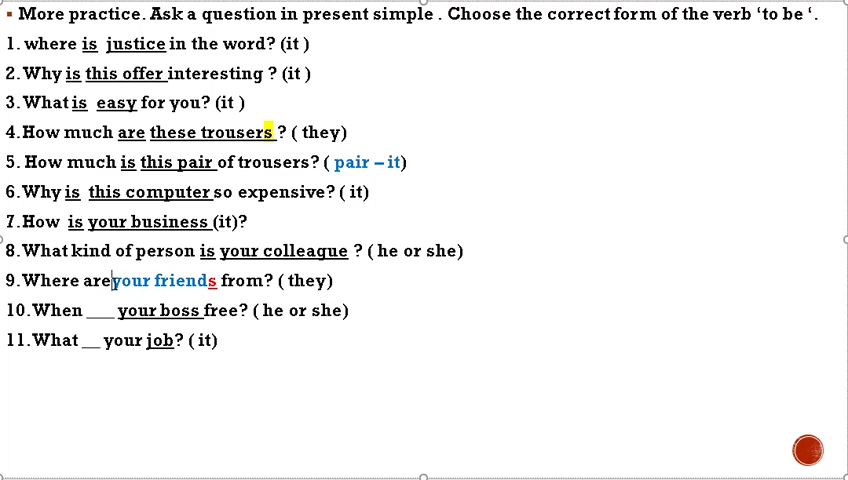 ▪ More practice. Ask a question in present simple . Choose the correct form of the verb ‘to be ‘.
1. where is justice in the word? (it )
2. Why is this offer interesting ? (it )
3. What is easy for you? (it )
4. How much are these trousers ? ( they)
5. How much is this pair of trousers? ( pair – it)
6. Why is this computer so expensive? ( it)
7. How is your business (it)?
8. What kind of person is your colleague ? ( he or she)
9. Where are your friends from? ( they)
10. When ___ your boss free? ( he or she)
11. What __ your job? ( it)